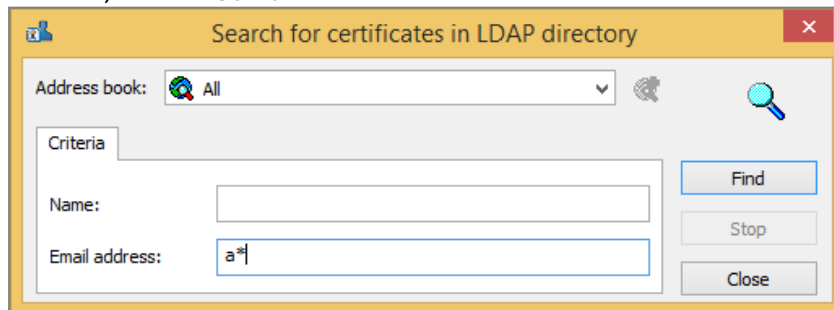 Search for certificates in LDAP directory
Address book: All
Criteria
Find
Name:
Stop
Email address: a*
Close